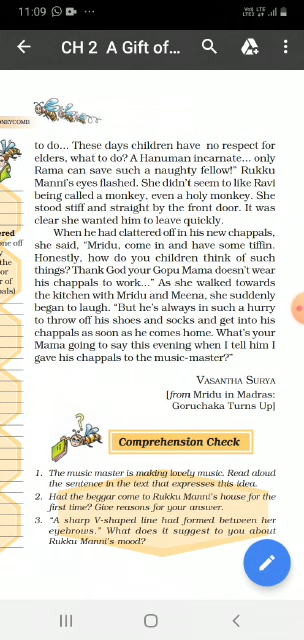 11:09
Vo) LTE
LTE2
CH 2 A Gift of...
ONEYCOMB
to do... These days children have no respect for
elders, what to do? A Hanuman incarnate... only
Rama can save such a naughty fellow!" Rukku
Manni's eyes flashed. She didn't seem to like Ravi
being called a monkey, even a holy monkey. She
stood stiff and straight by the front door. It was
clear she wanted him to leave quickly.
When he had clattered off in his new chappals,
she said, "Mridu, come in and have some tiffin.
Honestly, how do you children think of such
things? Thank God your Gopu Mama doesn't wear
his chappals to work..." As she walked towards
the kitchen with Mridu and Meena, she suddenly
began to laugh. "But he's always in such a hurry
to throw off his shoes and socks and get into his
chappals as soon as he comes home. What's your
Mama going to say this evening when I tell him I
gave his chappals to the music-master?"
VASANTHA SURYA
[from Mridu in Madras:
Goruchaka Turns Up]
Comprehension Check
1. The music master is making lovely music. Read aloud
the sentence in the text that expresses this idea.
2. Had the beggar come to Rukku Manni's house for the
first time? Give reasons for your answer.
3. "A sharp V-shaped line had formed between her
eyebrows." What does it suggest to you about
Rukku Manni's mood?